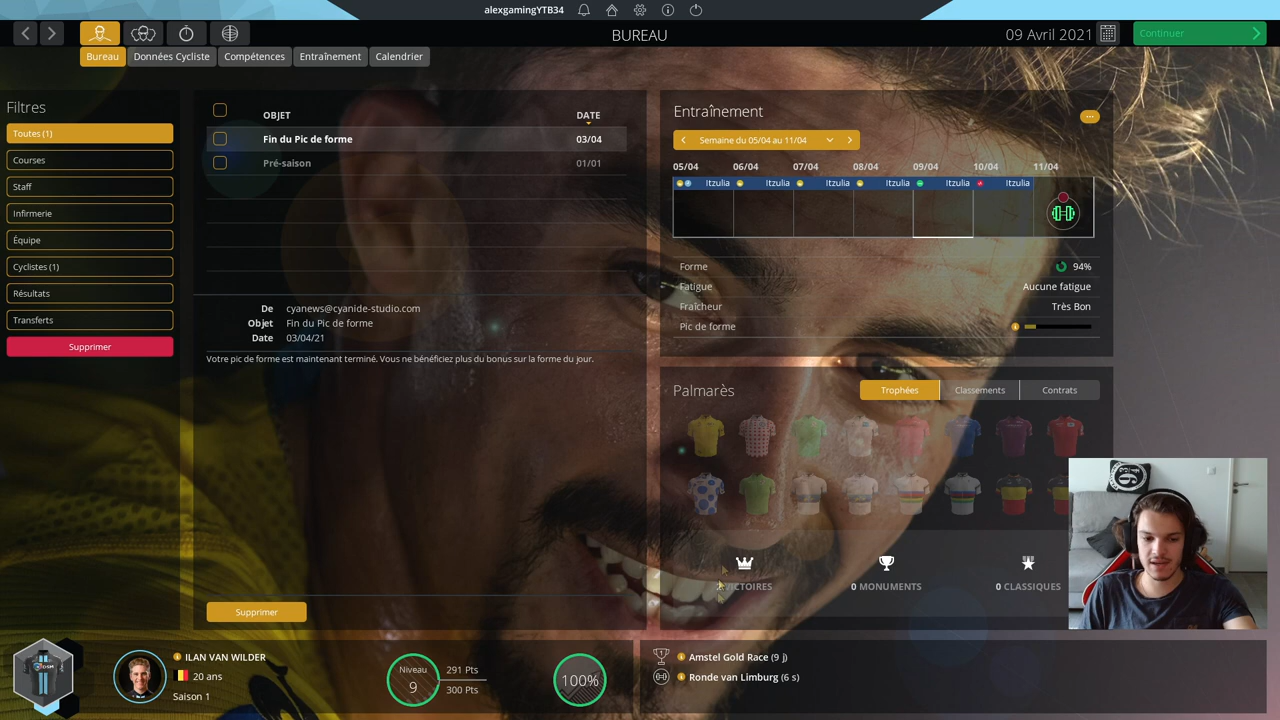 alexgamingYTB34
BUREAU
09 Avril 2021
Continuer
Bureau
Données Cycliste
Compétences
Entraînement
Calendrier
Filtres
Toutes (1)
Courses
Staff
Infirmerie
Équipe
Cyclistes (1)
Résultats
Transferts
Supprimer
OBJET DATE
Fin du Pic de forme 03/04
Pré-saison 01/01
De cyanews@cyanide-studio.com
Objet Fin du Pic de forme
Date 03/04/21
Votre pic de forme est maintenant terminé. Vous ne bénéficiez plus du bonus sur la forme du jour.
Supprimer
Entraînement
...
Semaine du 05/04 au 11/04
05/04 06/04 07/04 08/04 09/04 10/04 11/04
Itzulia Itzulia Itzulia Itzulia Itzulia Itzulia
Forme 94%
Fatigue Aucune fatigue
Fraîcheur Très Bon
Pic de forme
Palmarès
Trophées Classements Contrats
VICTOIRES
0 MONUMENTS
0 CLASSIQUES
ILAN VAN WILDER
20 ans
Saison 1
Niveau
9
291 Pts
300 Pts
100%
Amstel Gold Race (9 j)
Ronde van Limburg (6 s)